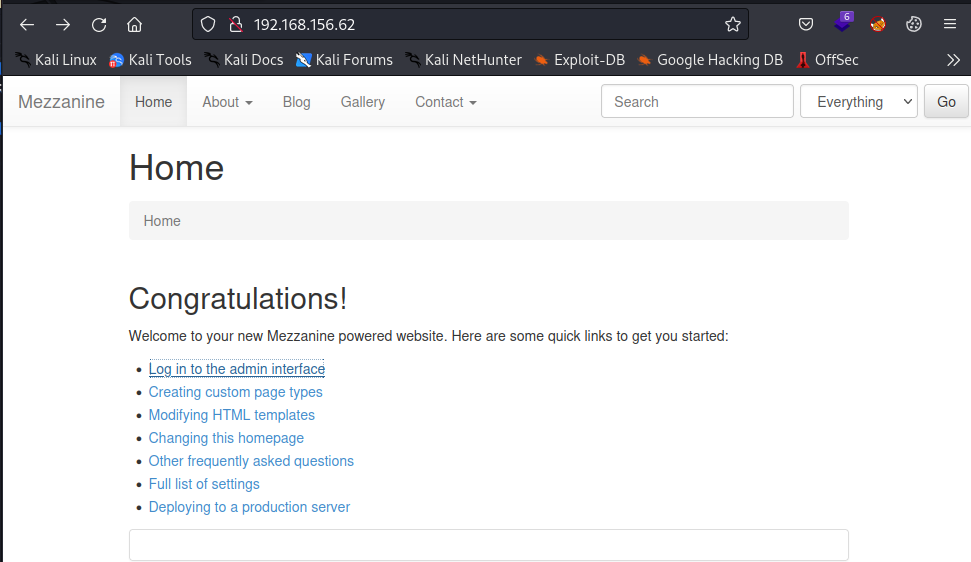 192.168.156.62
6
Kali Linux Kali Tools Kali Docs Kali Forums Kali NetHunter Exploit-DB Google Hacking DB OffSec
Mezzanine Home About Blog Gallery Contact Search Everything Go
Home
Home
Congratulations!
Welcome to your new Mezzanine powered website. Here are some quick links to get you started:
Log in to the admin interface
Creating custom page types
Modifying HTML templates
Changing this homepage
Other frequently asked questions
Full list of settings
Deploying to a production server